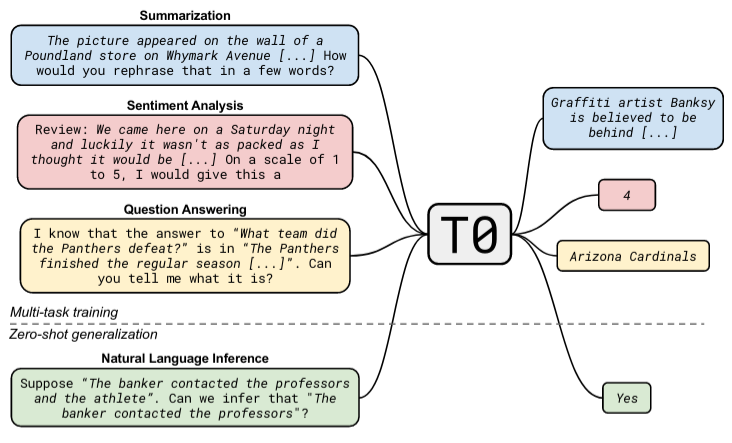 Summarization
The picture appeared on the wall of a
Poundland store on Whymark Avenue [...] How
would you rephrase that in a few words?
Sentiment Analysis
Review: We came here on a Saturday night
and luckily it wasn't as packed as I
thought it would be [...] On a scale of 1
to 5, I would give this a
Question Answering
I know that the answer to “What team did
the Panthers defeat?” is in “The Panthers
finished the regular season [...]”. Can
you tell me what it is?
Multi-task training
Zero-shot generalization
Natural Language Inference
Suppose “The banker contacted the professors
and the athlete”. Can we infer that "The
banker contacted the professors"?
T0
Graffiti artist Banksy
is believed to be
behind [...]
4
Arizona Cardinals
Yes